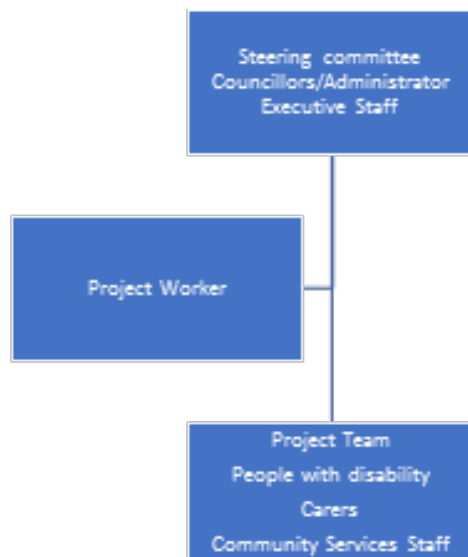 Steering committee
Councillors/Administrator
Executive Staff
Project Worker
Project Team
People with disability
Carers
Community Services Staff